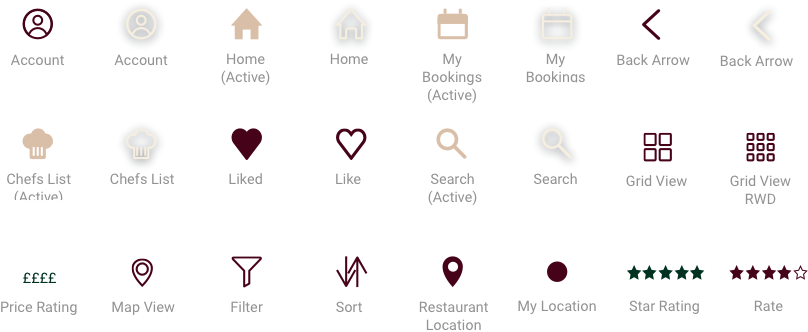 Account
Account
Home
(Active)
Home
My
Bookings
(Active)
My
Bookings
Back Arrow
Back Arrow
Chefs List
(Active)
Chefs List
Liked
Like
Search
(Active)
Search
Grid View
Grid View
RWD
££££
Price Rating
Map View
Filter
Sort
Restaurant
Location
My Location
Star Rating
Rate